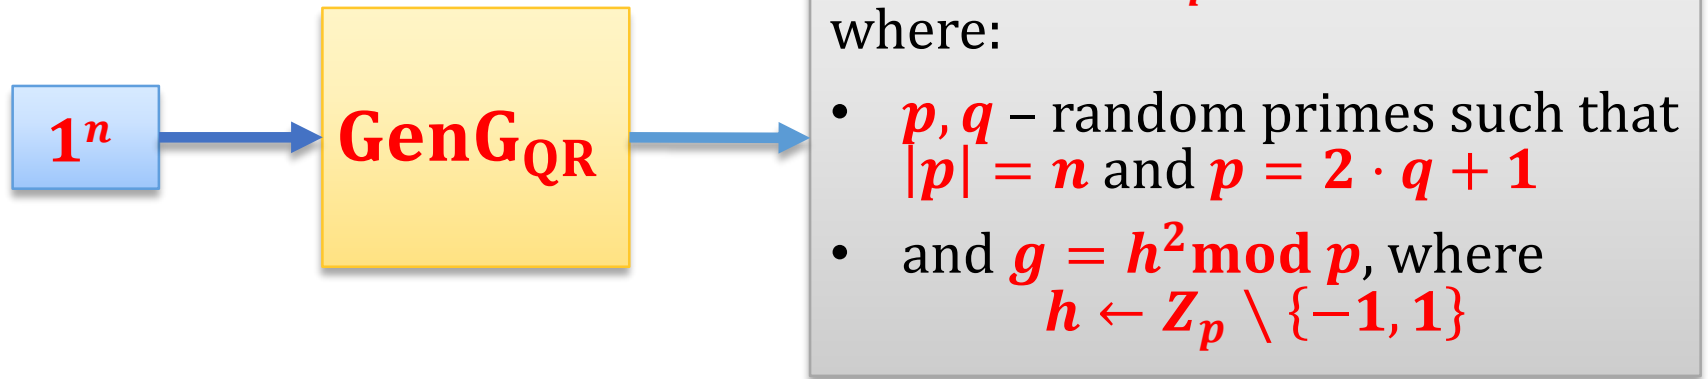 where:
1ⁿ
GenG_QR
• p, q – random primes such that
|p| = n and p = 2 · q + 1
• and g = h² mod p, where
h ← Z_p \ {−1, 1}